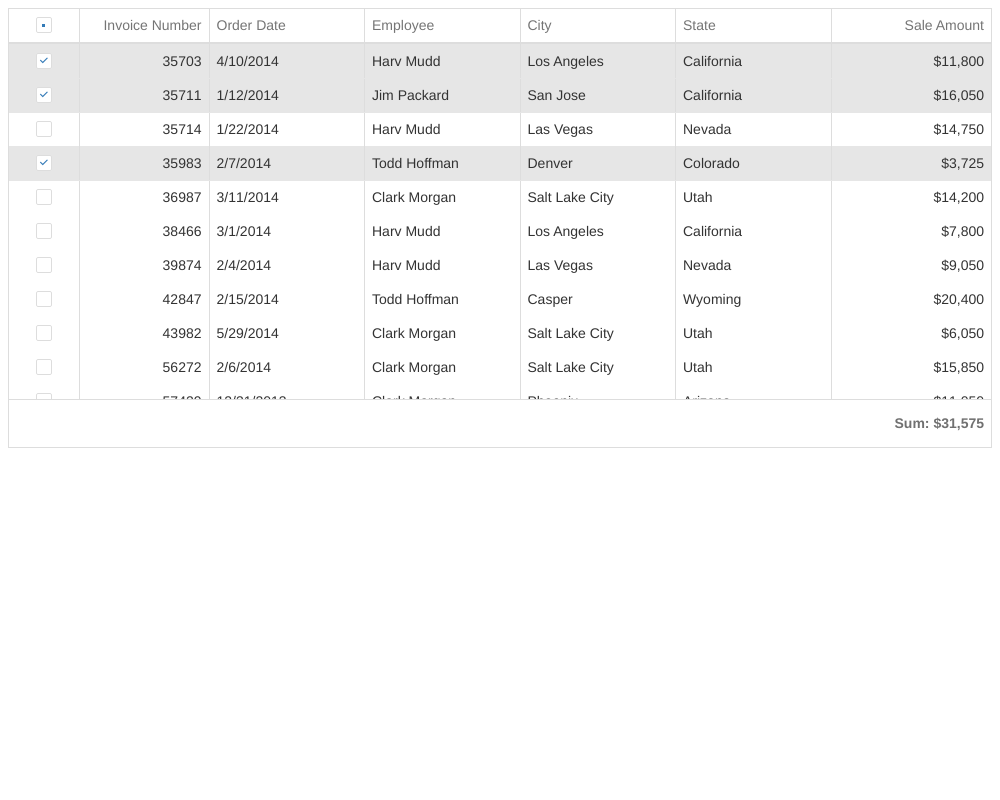 Invoice Number Order Date Employee City State Sale Amount
35703 4/10/2014 Harv Mudd Los Angeles California $11,800
35711 1/12/2014 Jim Packard San Jose California $16,050
35714 1/22/2014 Harv Mudd Las Vegas Nevada $14,750
35983 2/7/2014 Todd Hoffman Denver Colorado $3,725
36987 3/11/2014 Clark Morgan Salt Lake City Utah $14,200
38466 3/1/2014 Harv Mudd Los Angeles California $7,800
39874 2/4/2014 Harv Mudd Las Vegas Nevada $9,050
42847 2/15/2014 Todd Hoffman Casper Wyoming $20,400
43982 5/29/2014 Clark Morgan Salt Lake City Utah $6,050
56272 2/6/2014 Clark Morgan Salt Lake City Utah $15,850
Clark Morgan Phoenix Arizona
Sum: $31,575